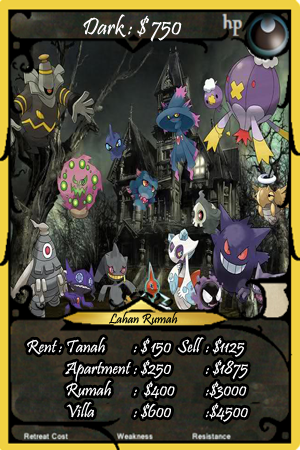 Dark : $ 750
hp
Lahan Rumah
Rent : Tanah : $ 150 Sell : $1125
Apartment : $250 : $1875
Rumah : $400 : $3000
Villa : $600 : $4500
Retreat Cost Weakness Resistance